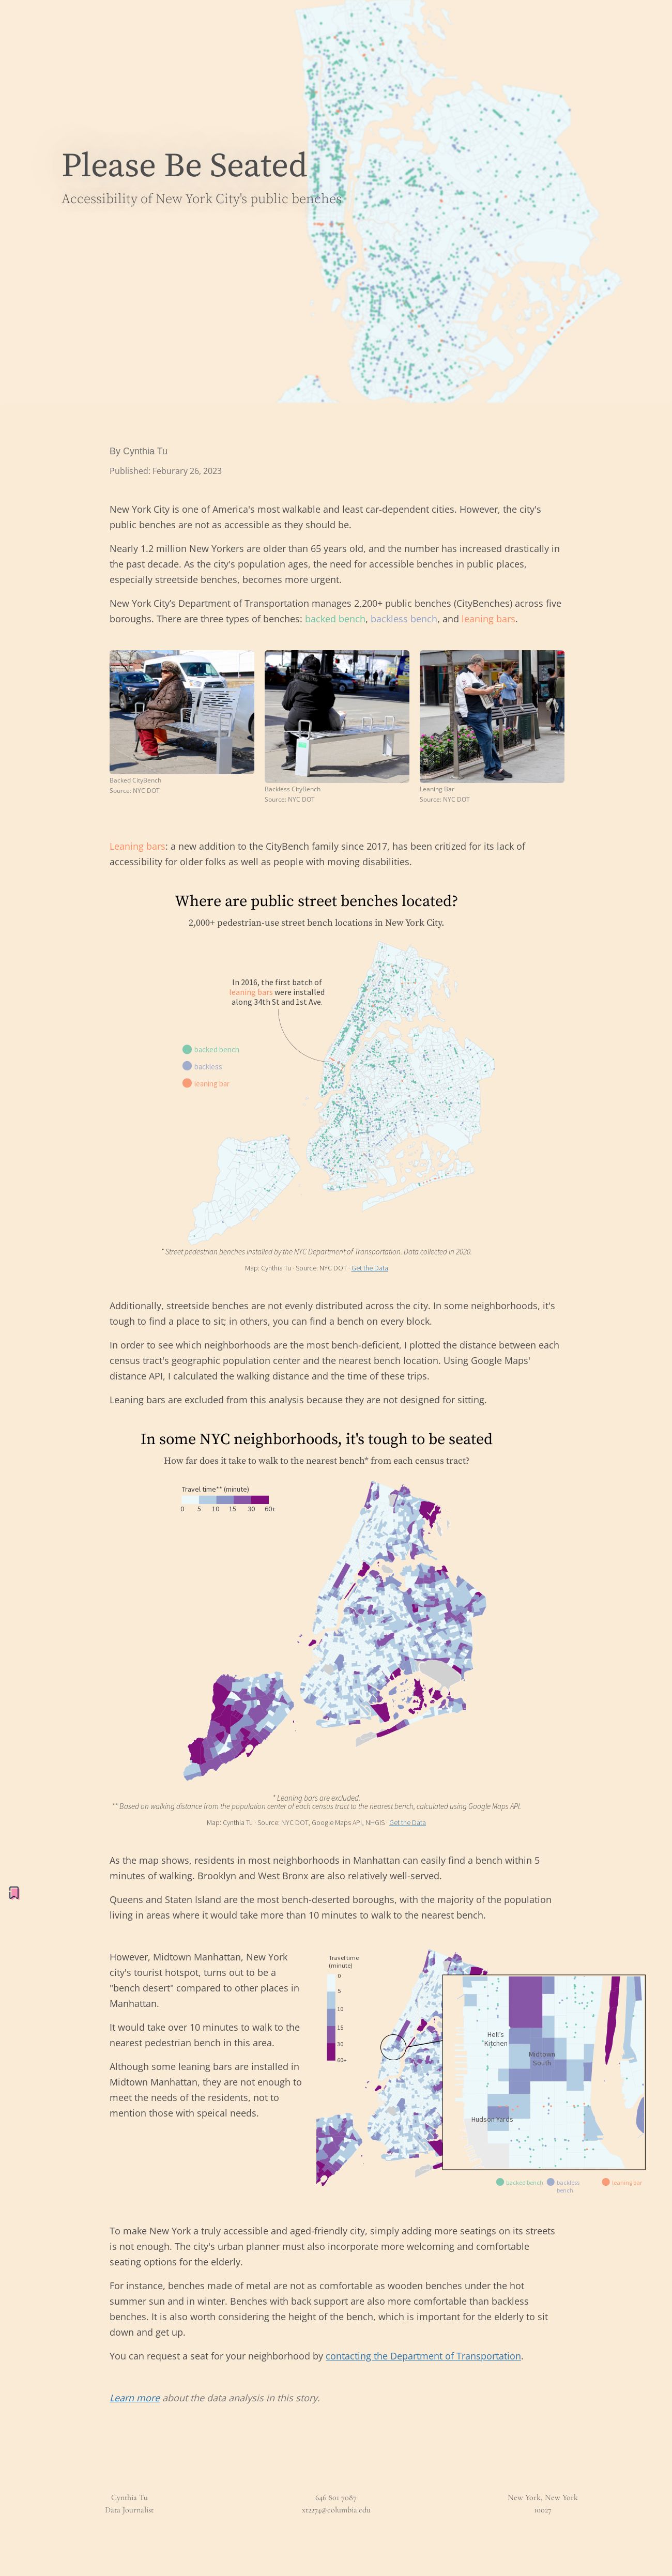 Please Be Seated
Accessibility of New York City's public benches
By Cynthia Tu
Published: Feburary 26, 2023
New York City is one of America's most walkable and least car-dependent cities. However, the city's
public benches are not as accessible as they should be.
Nearly 1.2 million New Yorkers are older than 65 years old, and the number has increased drastically in
the past decade. As the city's population ages, the need for accessible benches in public places,
especially streetside benches, becomes more urgent.
New York City's Department of Transportation manages 2,200+ public benches (CityBenches) across five
boroughs. There are three types of benches: backed bench, backless bench, and leaning bars.
Backed CityBench
Source: NYC DOT
Backless CityBench
Source: NYC DOT
Leaning Bar
Source: NYC DOT
Leaning bars: a new addition to the CityBench family since 2017, has been critized for its lack of
accessibility for older folks as well as people with moving disabilities.
Where are public street benches located?
2,000+ pedestrian-use street bench locations in New York City.
In 2016, the first batch of
leaning bars were installed
along 34th St and 1st Ave.
backed bench
backless
leaning bar
* Street pedestrian benches installed by the NYC Department of Transportation. Data collected in 2020.
Map: Cynthia Tu · Source: NYC DOT · Get the Data
Additionally, streetside benches are not evenly distributed across the city. In some neighborhoods, it's
tough to find a place to sit; in others, you can find a bench on every block.
In order to see which neighborhoods are the most bench-deficient, I plotted the distance between each
census tract's geographic population center and the nearest bench location. Using Google Maps'
distance API, I calculated the walking distance and the time of these trips.
Leaning bars are excluded from this analysis because they are not designed for sitting.
In some NYC neighborhoods, it's tough to be seated
How far does it take to walk to the nearest bench* from each census tract?
Travel time** (minute)
0 5 10 15 30 60+
* Leaning bars are excluded.
** Based on walking distance from the population center of each census tract to the nearest bench, calculated using Google Maps API.
Map: Cynthia Tu · Source: NYC DOT, Google Maps API, NHGIS · Get the Data
As the map shows, residents in most neighborhoods in Manhattan can easily find a bench within 5
minutes of walking. Brooklyn and West Bronx are also relatively well-served.
Queens and Staten Island are the most bench-deserted boroughs, with the majority of the population
living in areas where it would take more than 10 minutes to walk to the nearest bench.
However, Midtown Manhattan, New York
city's tourist hotspot, turns out to be a
"bench desert" compared to other places in
Manhattan.
It would take over 10 minutes to walk to the
nearest pedestrian bench in this area.
Although some leaning bars are installed in
Midtown Manhattan, they are not enough to
meet the needs of the residents, not to
mention those with speical needs.
Travel time
(minute)
0
5
10
15
30
60+
Hell's
Kitchen
Midtown
South
Hudson Yards
backed bench
backless
bench
leaning bar
To make New York a truly accessible and aged-friendly city, simply adding more seatings on its streets
is not enough. The city's urban planner must also incorporate more welcoming and comfortable
seating options for the elderly.
For instance, benches made of metal are not as comfortable as wooden benches under the hot
summer sun and in winter. Benches with back support are also more comfortable than backless
benches. It is also worth considering the height of the bench, which is important for the elderly to sit
down and get up.
You can request a seat for your neighborhood by contacting the Department of Transportation.
Learn more about the data analysis in this story.
Cynthia Tu
Data Journalist
646 801 7087
xt2274@columbia.edu
New York, New York
10027